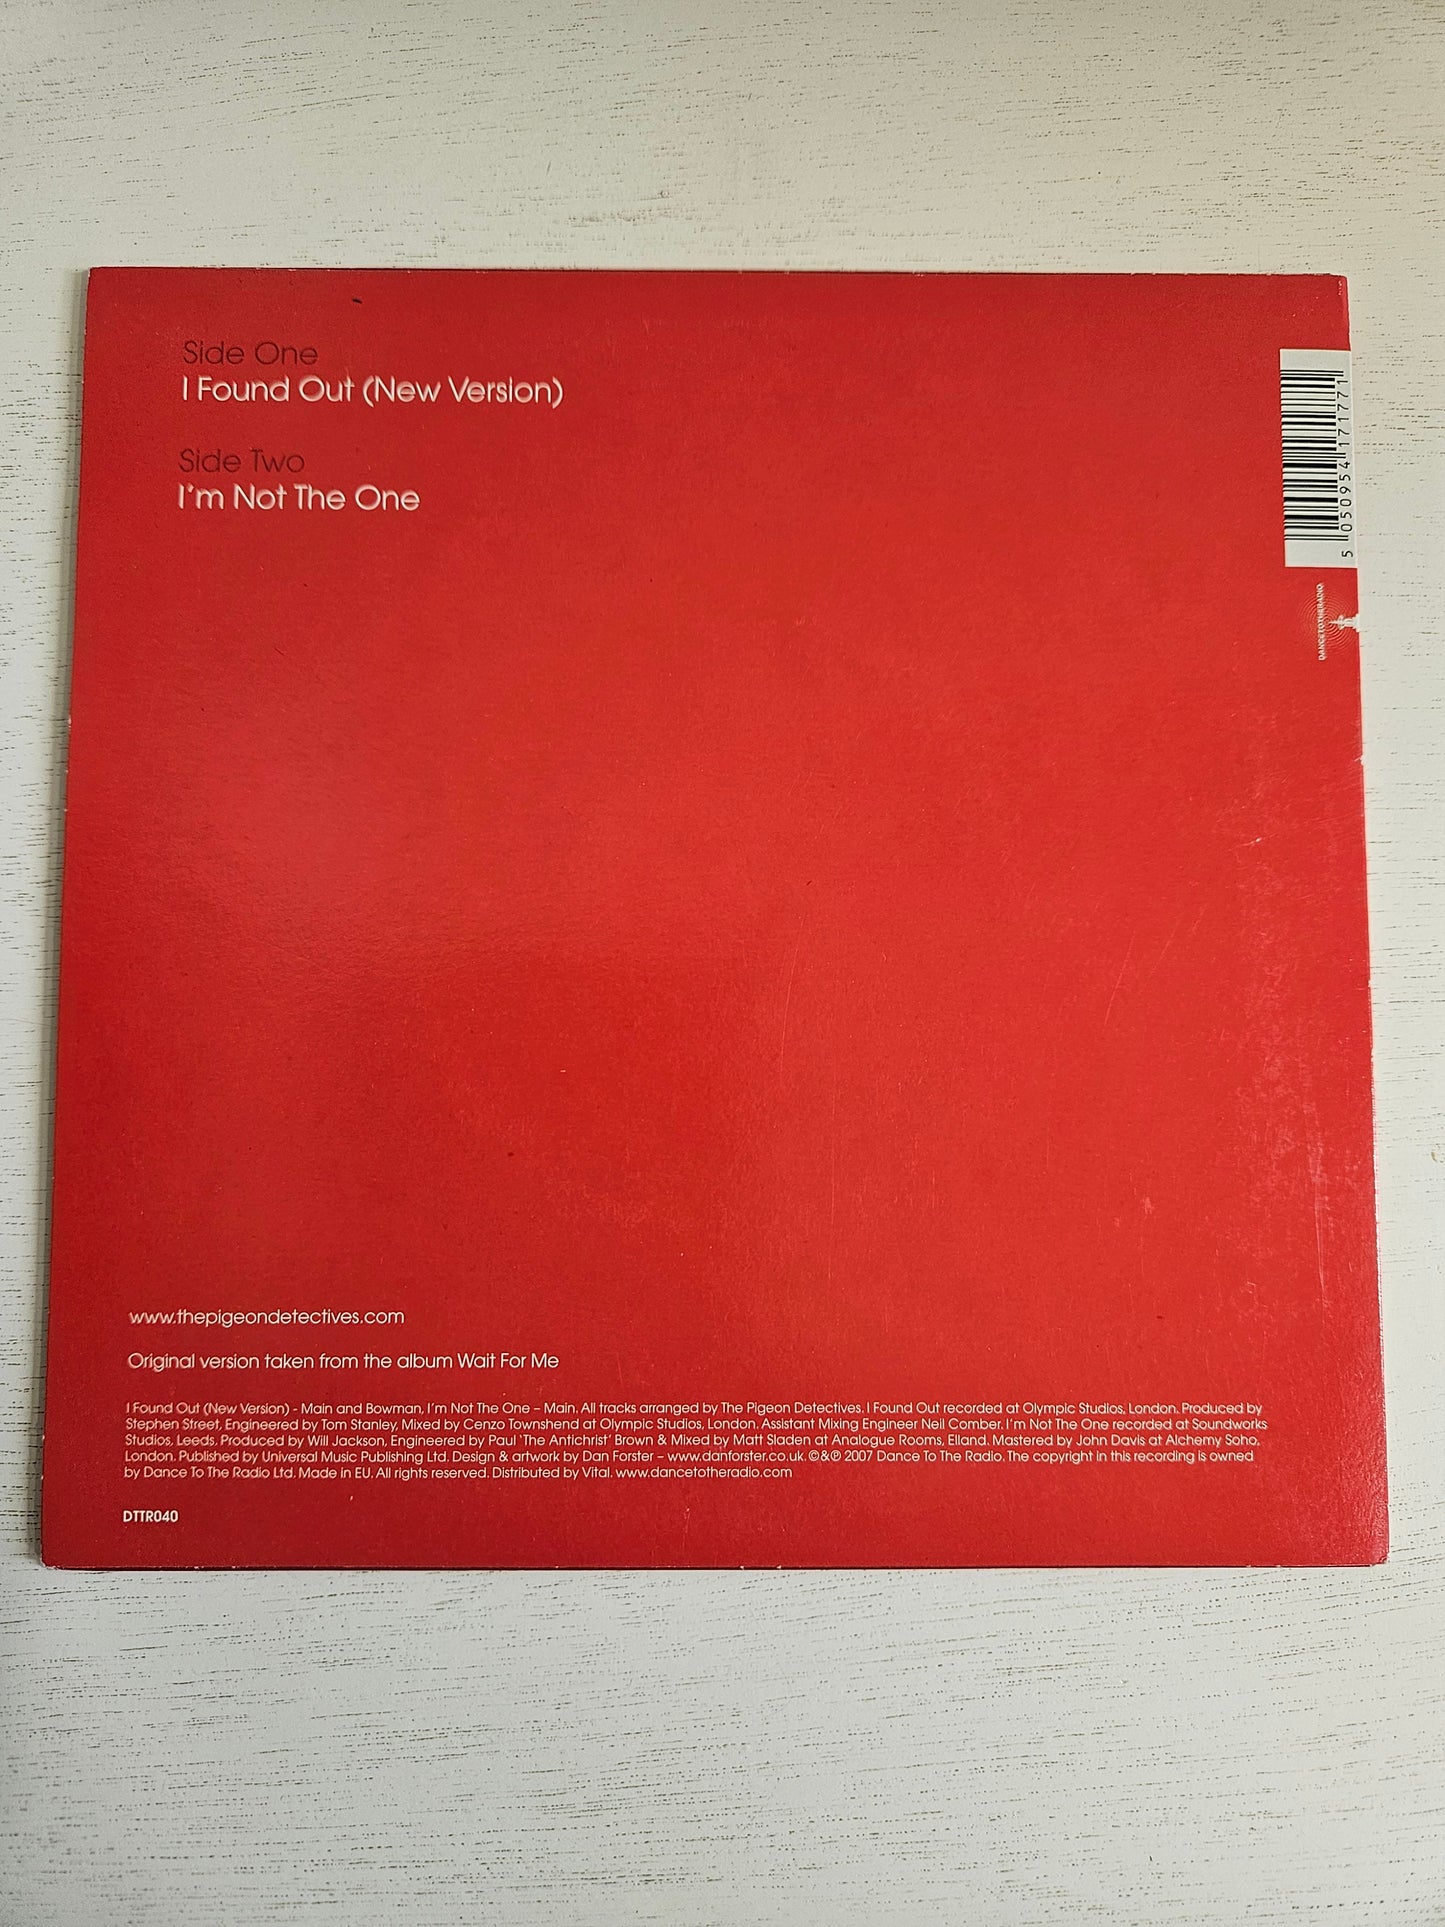 Side One
I Found Out (New Version)
Side Two
I'm Not The One
5 050954 171771
DANCETOTHERADIO
www.thepigeondetectives.com
Original version taken from the album Wait For Me
I Found Out (New Version) - Main and Bowman, I'm Not The One – Main. All tracks arranged by The Pigeon Detectives. I Found Out recorded at Olympic Studios, London. Produced by
Stephen Street, Engineered by Tom Stanley, Mixed by Cenzo Townshend at Olympic Studios, London. Assistant Mixing Engineer Neil Comber. I'm Not The One recorded at Soundworks
Studios, Leeds. Produced by Will Jackson, Engineered by Paul 'The Antichrist' Brown & Mixed by Matt Sladen at Analogue Rooms, Elland. Mastered by John Davis at Alchemy Soho,
London. Published by Universal Music Publishing Ltd. Design & artwork by Dan Forster – www.danforster.co.uk. ©&℗ 2007 Dance To The Radio. The copyright in this recording is owned
by Dance To The Radio Ltd. Made in EU. All rights reserved. Distributed by Vital. www.dancetotheradio.com
DTTR040